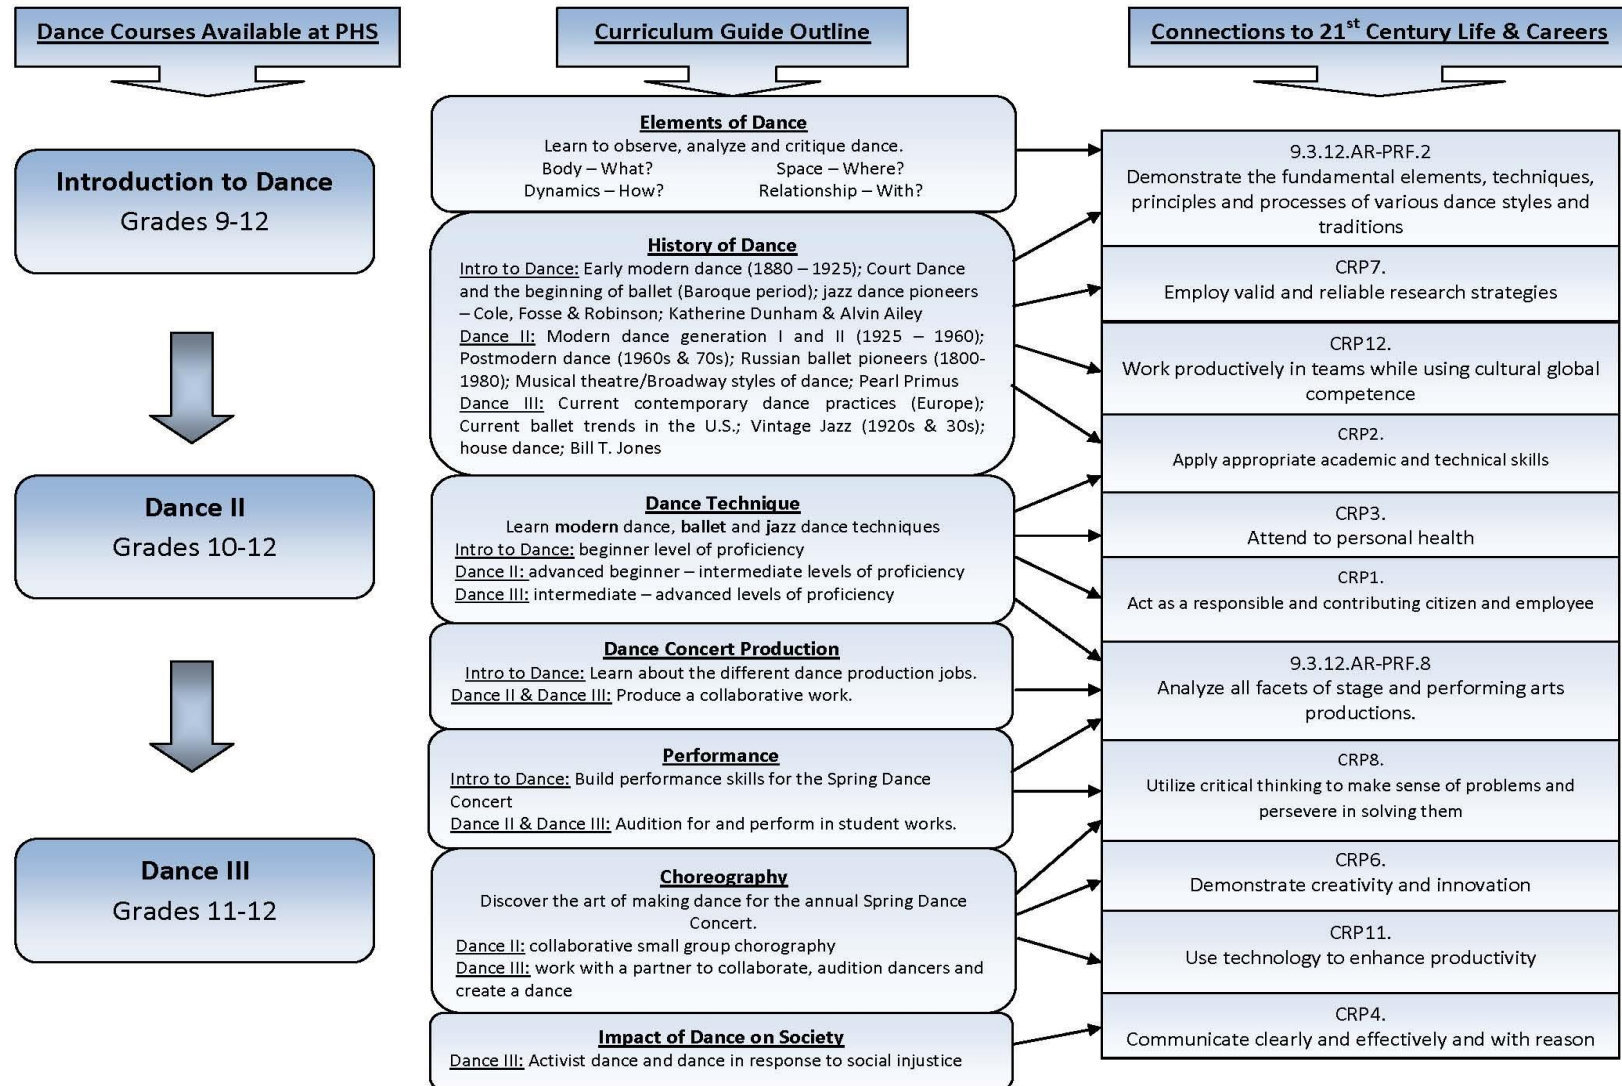 Dance Courses Available at PHS
Introduction to Dance
Grades 9-12
Dance II
Grades 10-12
Dance III
Grades 11-12
Curriculum Guide Outline
Elements of Dance
Learn to observe, analyze and critique dance.
Body – What? Space – Where?
Dynamics – How? Relationship – With?
History of Dance
Intro to Dance: Early modern dance (1880 – 1925); Court Dance
and the beginning of ballet (Baroque period); jazz dance pioneers
– Cole, Fosse & Robinson; Katherine Dunham & Alvin Ailey
Dance II: Modern dance generation I and II (1925 – 1960);
Postmodern dance (1960s & 70s); Russian ballet pioneers (1800-
1980); Musical theatre/Broadway styles of dance; Pearl Primus
Dance III: Current contemporary dance practices (Europe);
Current ballet trends in the U.S.; Vintage Jazz (1920s & 30s);
house dance; Bill T. Jones
Dance Technique
Learn modern dance, ballet and jazz dance techniques
Intro to Dance: beginner level of proficiency
Dance II: advanced beginner – intermediate levels of proficiency
Dance III: intermediate – advanced levels of proficiency
Dance Concert Production
Intro to Dance: Learn about the different dance production jobs.
Dance II & Dance III: Produce a collaborative work.
Performance
Intro to Dance: Build performance skills for the Spring Dance
Concert
Dance II & Dance III: Audition for and perform in student works.
Choreography
Discover the art of making dance for the annual Spring Dance
Concert.
Dance II: collaborative small group chorography
Dance III: work with a partner to collaborate, audition dancers and
create a dance
Impact of Dance on Society
Dance III: Activist dance and dance in response to social injustice
Connections to 21st Century Life & Careers
9.3.12.AR-PRF.2
Demonstrate the fundamental elements, techniques,
principles and processes of various dance styles and
traditions
CRP7.
Employ valid and reliable research strategies
CRP12.
Work productively in teams while using cultural global
competence
CRP2.
Apply appropriate academic and technical skills
CRP3.
Attend to personal health
CRP1.
Act as a responsible and contributing citizen and employee
9.3.12.AR-PRF.8
Analyze all facets of stage and performing arts
productions.
CRP8.
Utilize critical thinking to make sense of problems and
persevere in solving them
CRP6.
Demonstrate creativity and innovation
CRP11.
Use technology to enhance productivity
CRP4.
Communicate clearly and effectively and with reason